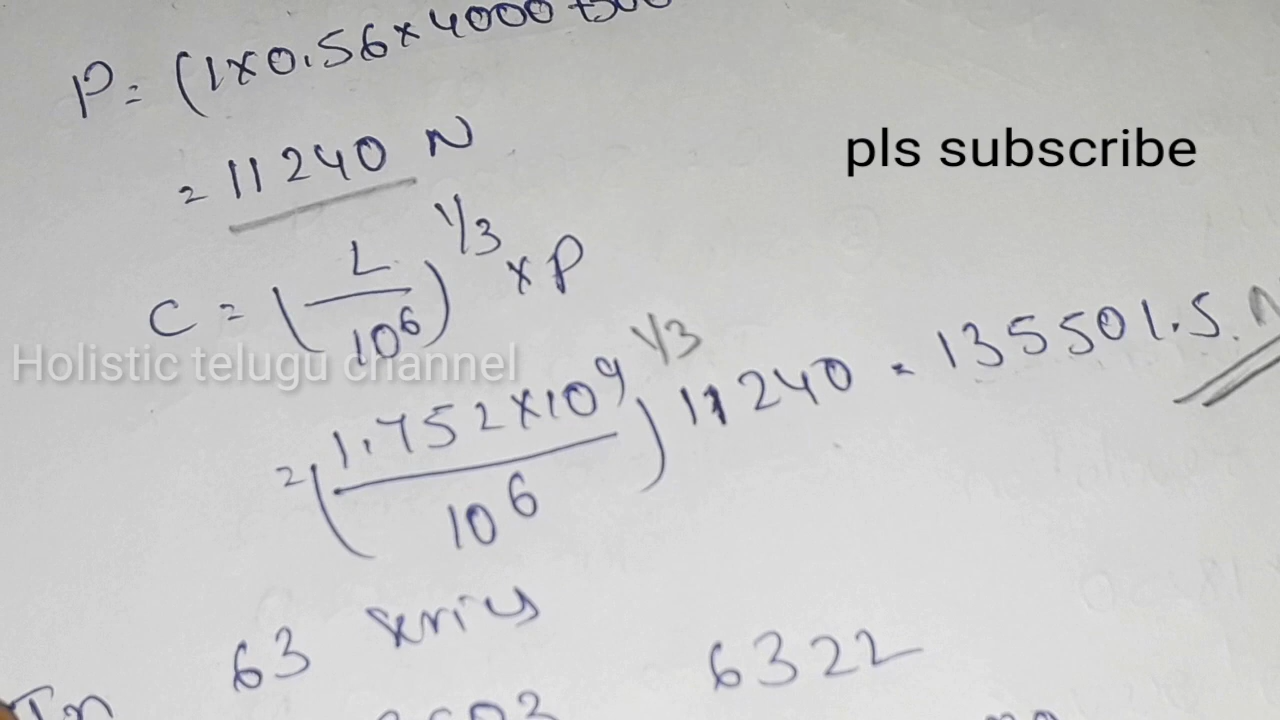 P = (1×0.56×4000 +500
= 11240 N
pls subscribe
C = (L/10⁶)^1/3 × P
Holistic telugu channel
= (1.752×10⁹/10⁶)^1/3 11240 = 135501.5 N
63 series
6322